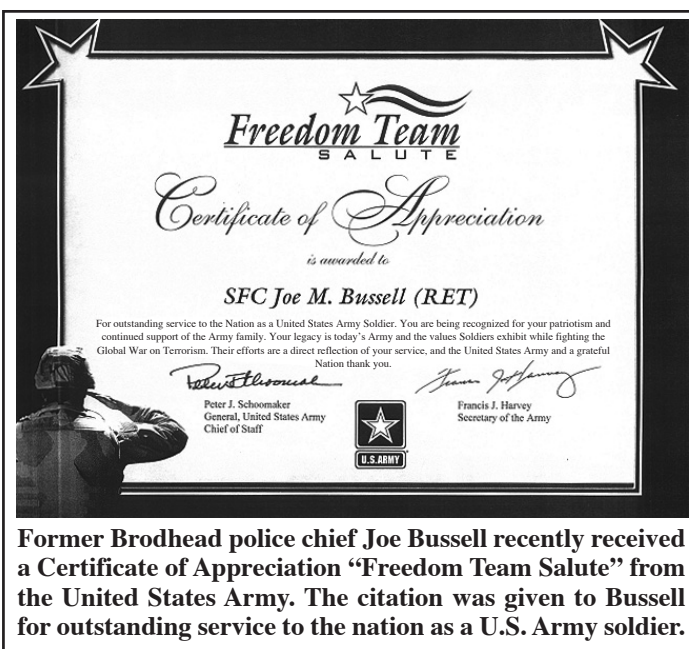 Freedom Team
SALUTE
Certificate of Appreciation
is awarded to
SFC Joe M. Bussell (RET)
For outstanding service to the Nation as a United States Army Soldier. You are being recognized for your patriotism and
continued support of the Army family. Your legacy is today's Army and the values Soldiers exhibit while fighting the
Global War on Terrorism. Their efforts are a direct reflection of your service, and the United States Army and a grateful
Nation thank you.
Peter J. Schoomaker
General, United States Army
Chief of Staff
Francis J. Harvey
Secretary of the Army
U.S.ARMY
Former Brodhead police chief Joe Bussell recently received
a Certificate of Appreciation “Freedom Team Salute” from
the United States Army. The citation was given to Bussell
for outstanding service to the nation as a U.S. Army soldier.